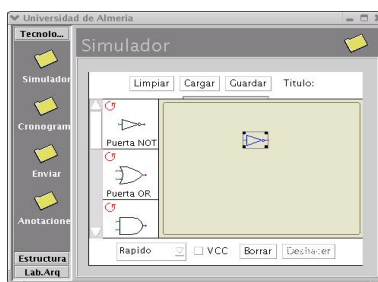 Universidad de Almeria
Tecnolo...
Simulador
Simulador
Limpiar Cargar Guardar Titulo:
Cronogram
Puerta NOT
Enviar
Puerta OR
Anotacione
Rapido VCC Borrar Deshacer
Estructura
Lab.Arq